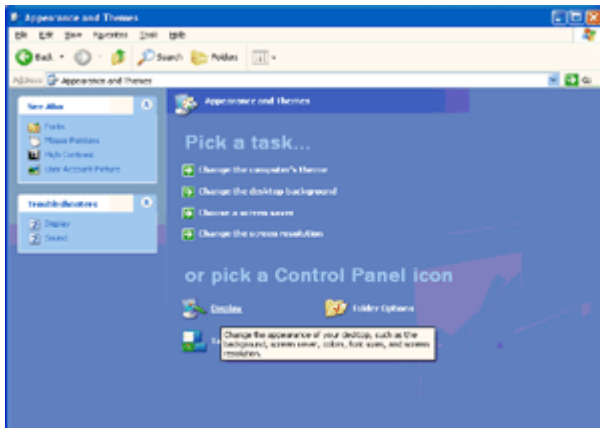 Appearance and Themes
File Edit View Favorites Tools Help
Back Search Folders
Address Appearance and Themes Go
See Also
Fonts
Mouse Pointers
High Contrast
User Account Picture
Troubleshooters
Display
Sound
Appearance and Themes
Pick a task...
Change the computer's theme
Change the desktop background
Choose a screen saver
Change the screen resolution
or pick a Control Panel icon
Display Folder Options
Change the appearance of your desktop, such as the
background, screen saver, colors, font sizes, and screen
resolution.